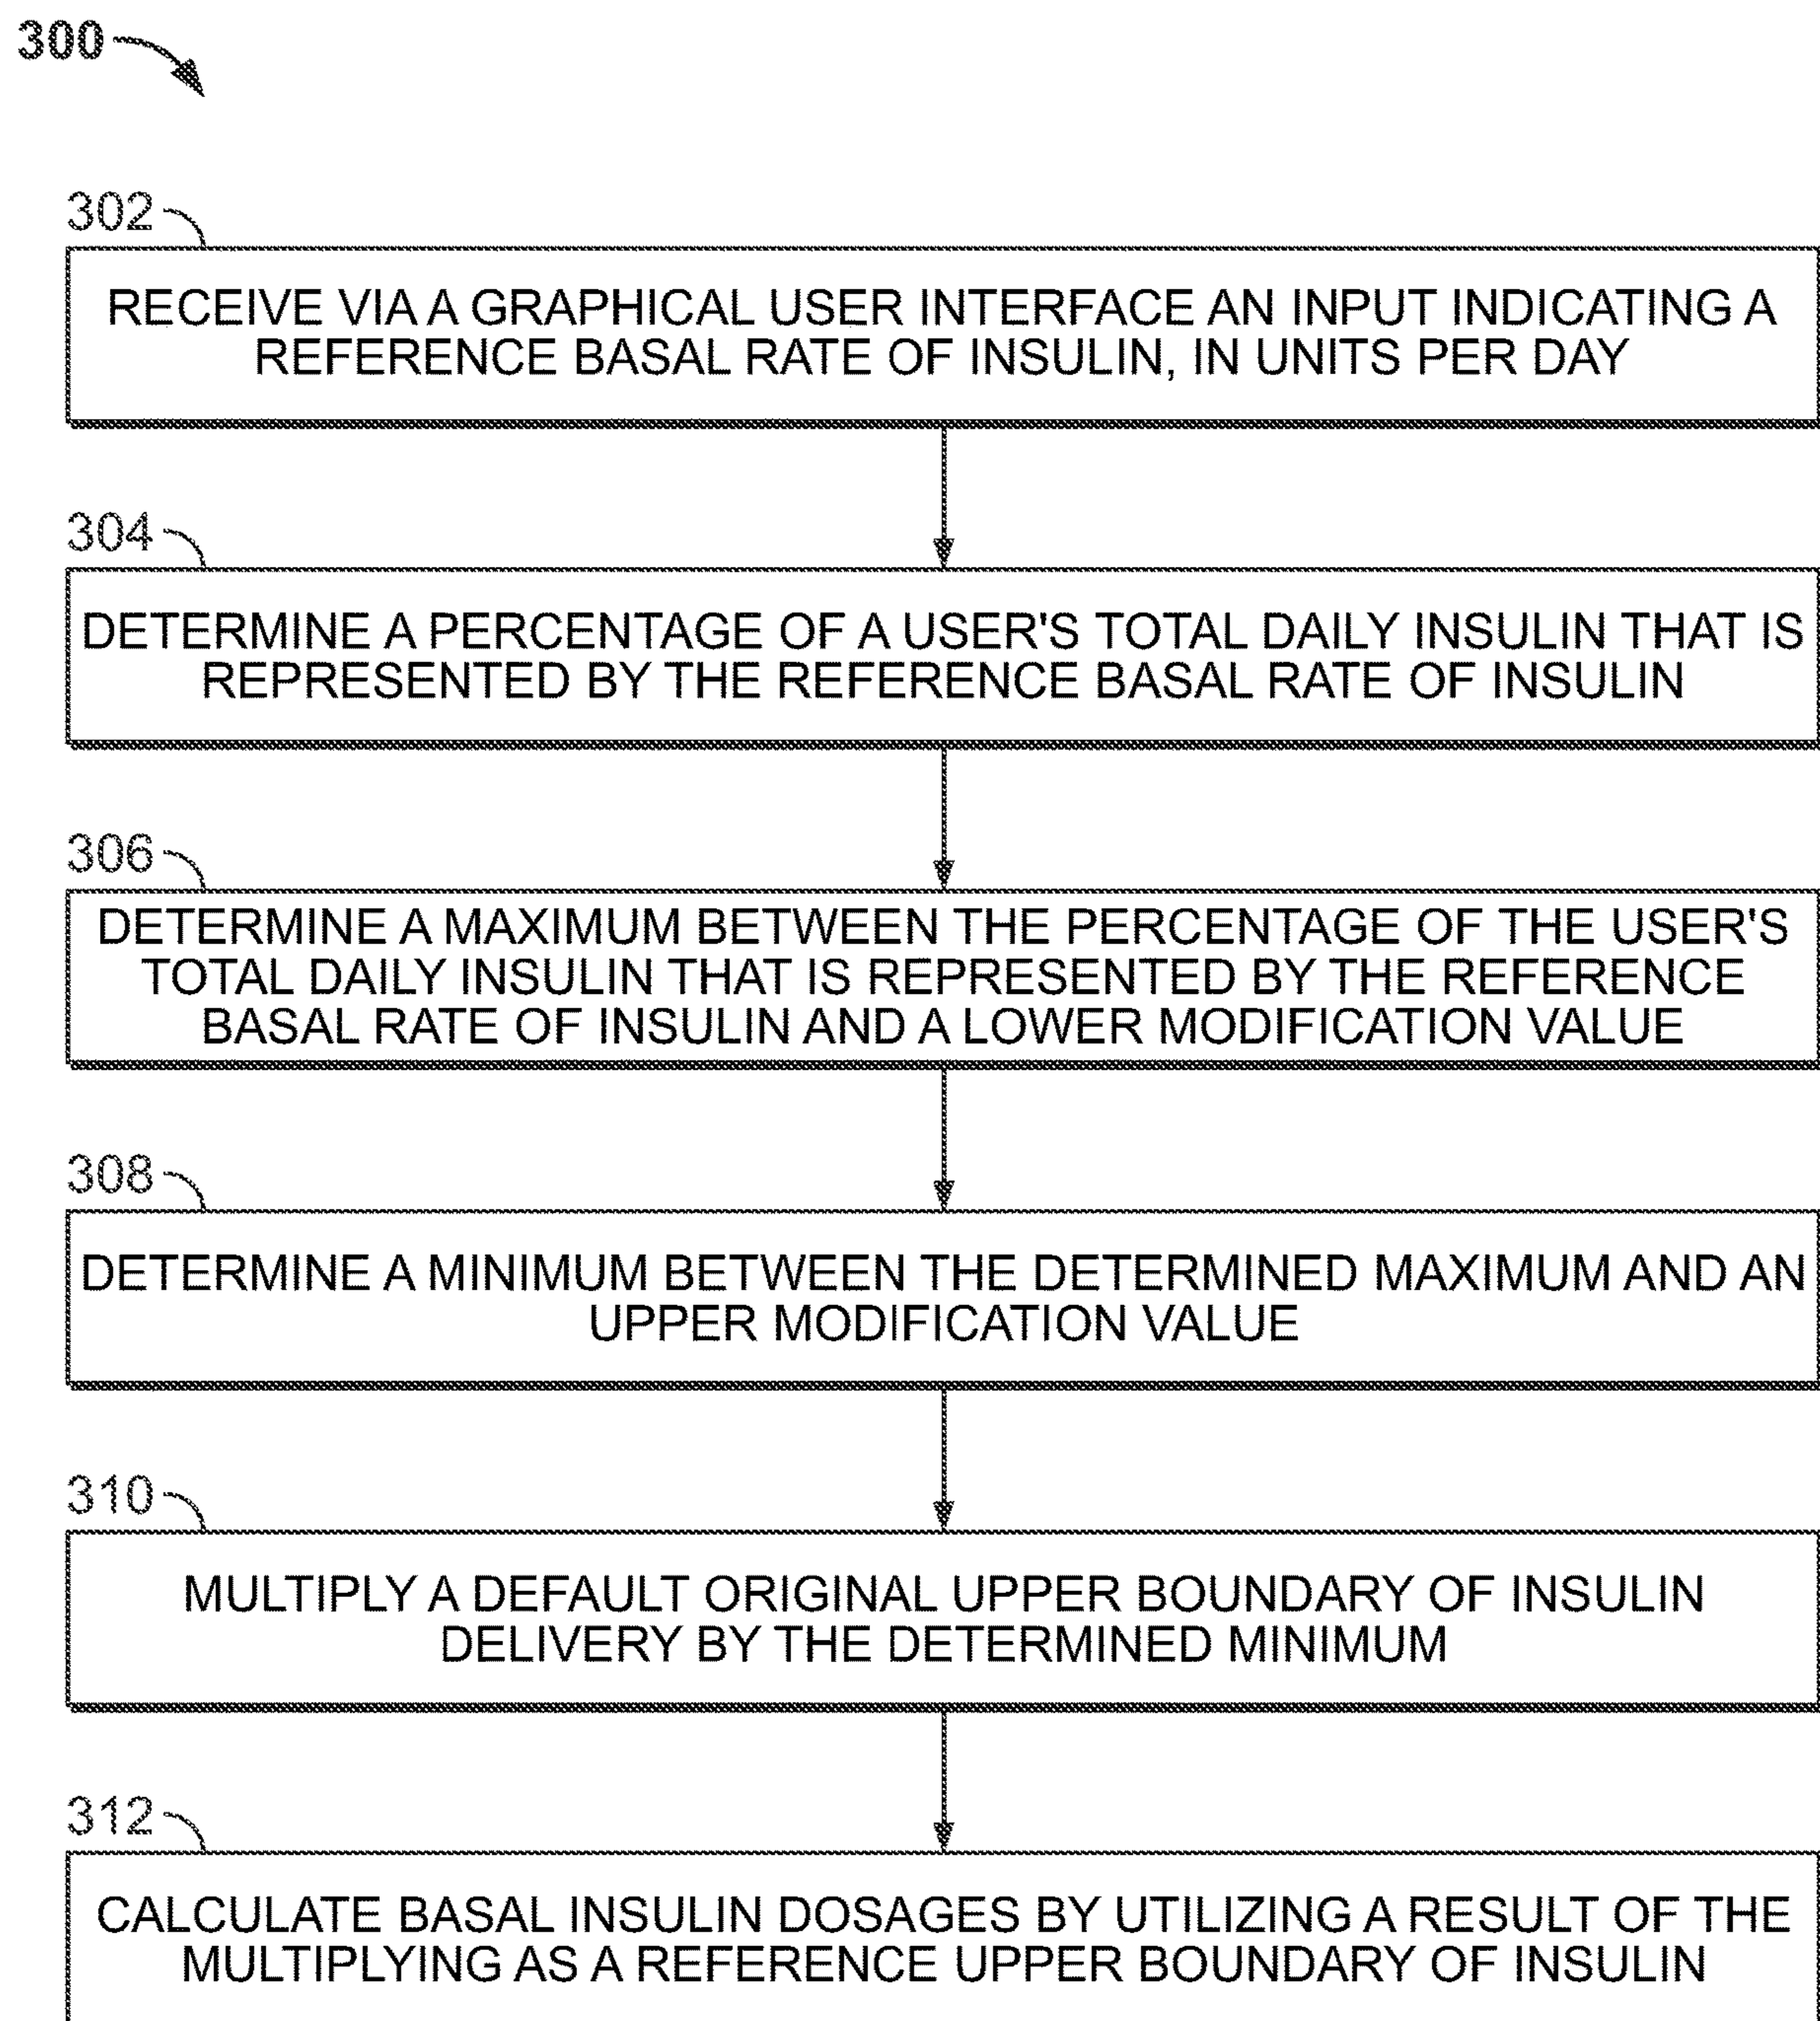 300
302
RECEIVE VIA A GRAPHICAL USER INTERFACE AN INPUT INDICATING A
REFERENCE BASAL RATE OF INSULIN, IN UNITS PER DAY
304
DETERMINE A PERCENTAGE OF A USER'S TOTAL DAILY INSULIN THAT IS
REPRESENTED BY THE REFERENCE BASAL RATE OF INSULIN
306
DETERMINE A MAXIMUM BETWEEN THE PERCENTAGE OF THE USER'S
TOTAL DAILY INSULIN THAT IS REPRESENTED BY THE REFERENCE
BASAL RATE OF INSULIN AND A LOWER MODIFICATION VALUE
308
DETERMINE A MINIMUM BETWEEN THE DETERMINED MAXIMUM AND AN
UPPER MODIFICATION VALUE
310
MULTIPLY A DEFAULT ORIGINAL UPPER BOUNDARY OF INSULIN
DELIVERY BY THE DETERMINED MINIMUM
312
CALCULATE BASAL INSULIN DOSAGES BY UTILIZING A RESULT OF THE
MULTIPLYING AS A REFERENCE UPPER BOUNDARY OF INSULIN